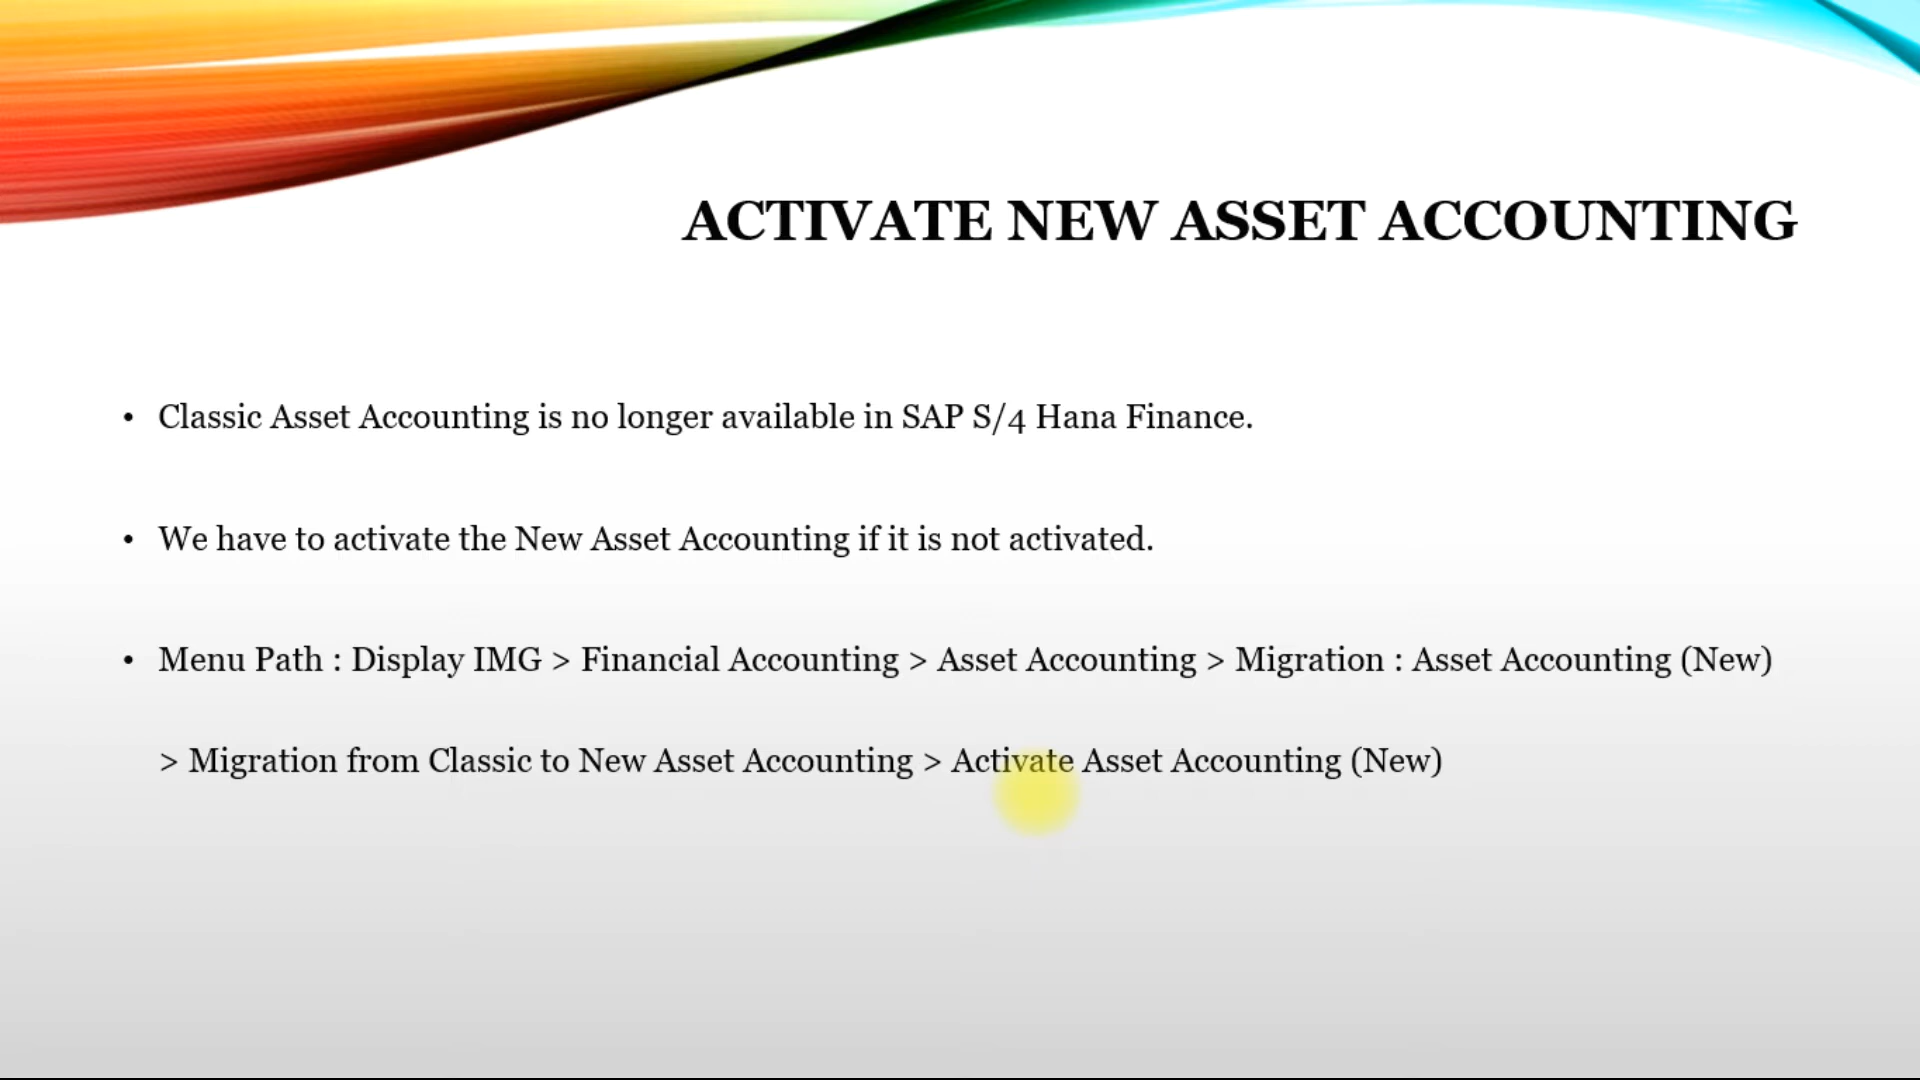 ACTIVATE NEW ASSET ACCOUNTING
• Classic Asset Accounting is no longer available in SAP S/4 Hana Finance.
• We have to activate the New Asset Accounting if it is not activated.
• Menu Path : Display IMG > Financial Accounting > Asset Accounting > Migration : Asset Accounting (New)
> Migration from Classic to New Asset Accounting > Activate Asset Accounting (New)